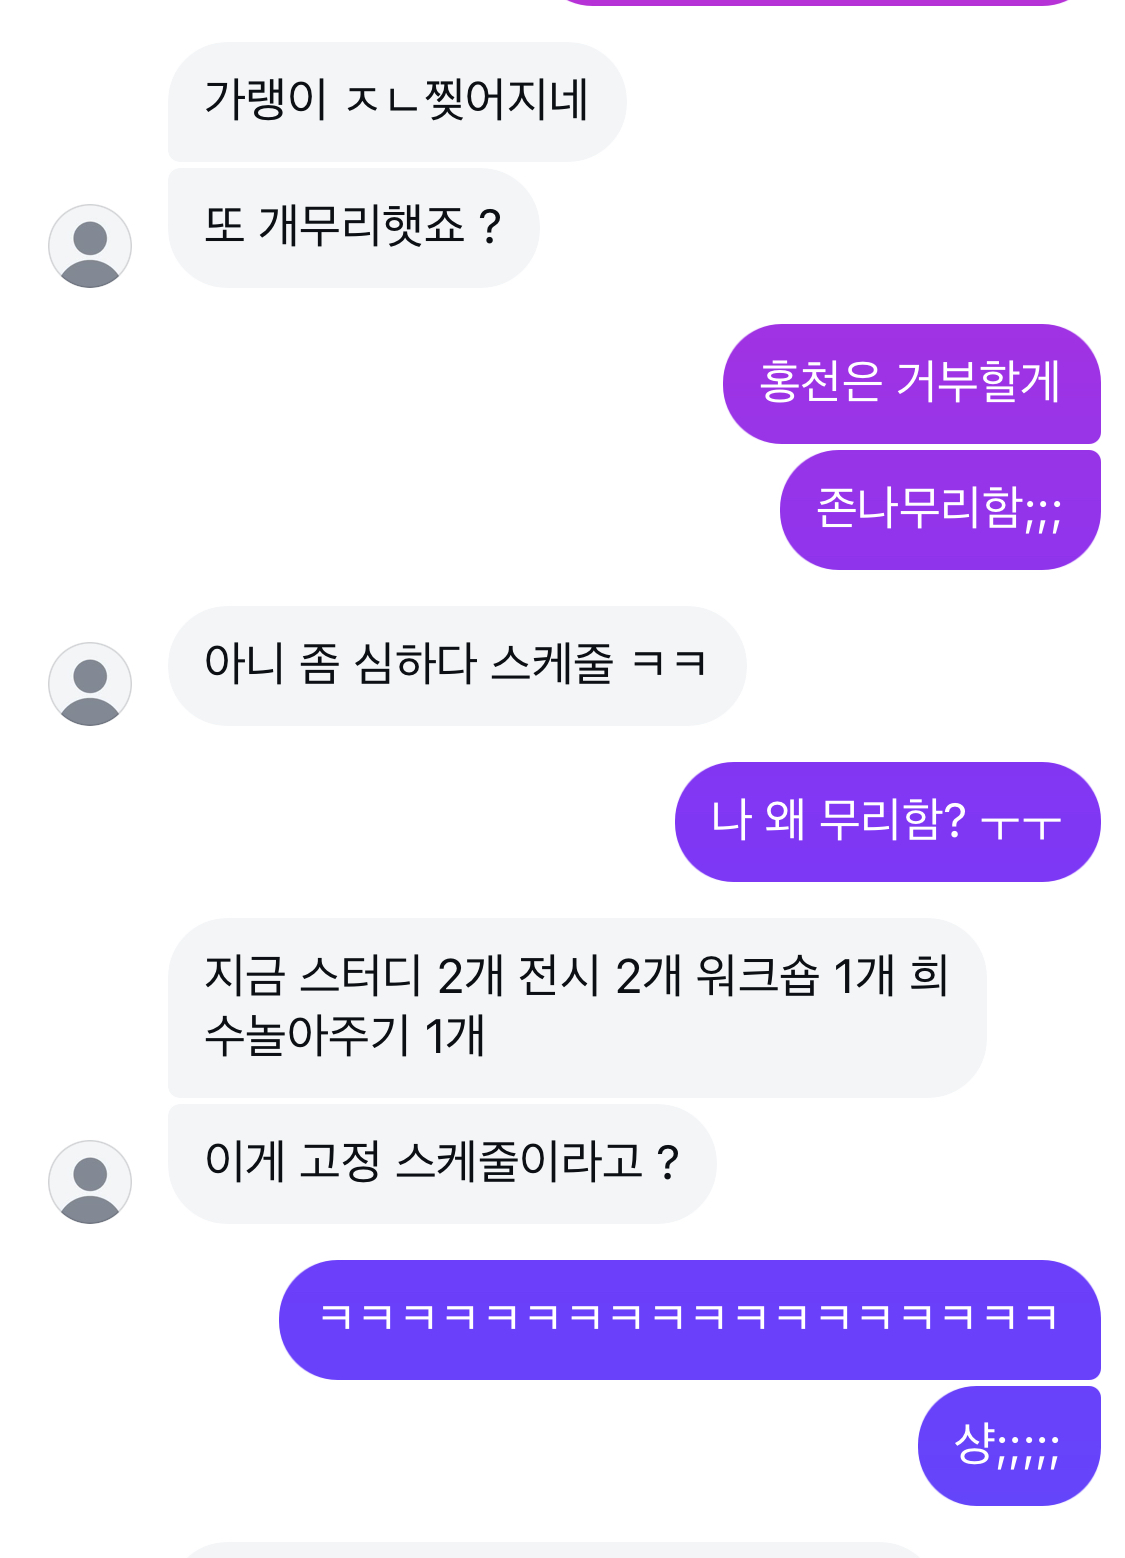 가랭이 ㅈㄴ찢어지네
또 개무리햇죠 ?
홍천은 거부할게
존나무리함;;;
아니 좀 심하다 스케줄 ㅋㅋ
나 왜 무리함? ㅜㅜ
지금 스터디 2개 전시 2개 워크숍 1개 희
수놀아주기 1개
이게 고정 스케줄이라고 ?
ㅋㅋㅋㅋㅋㅋㅋㅋㅋㅋㅋㅋㅋㅋㅋㅋㅋㅋ
샹;;;;;